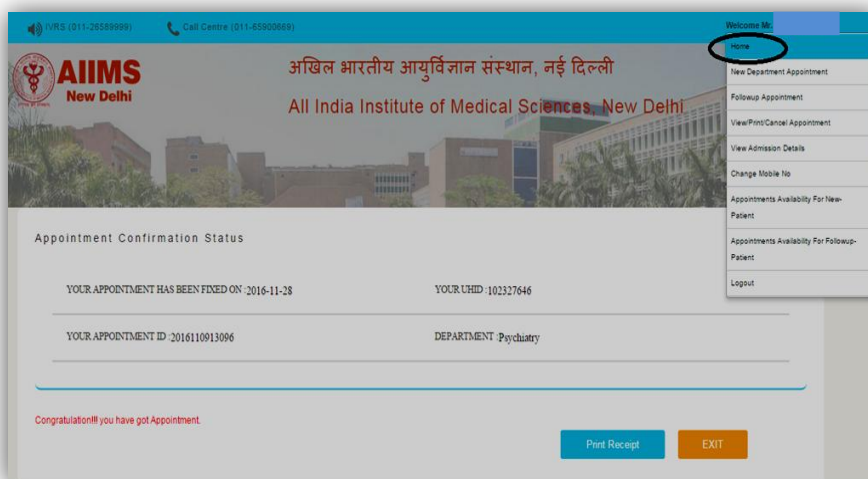 IVRS (011-26589999)
Call Centre (011-65900669)
Welcome Mr.
AIIMS
New Delhi
अखिल भारतीय आयुर्विज्ञान संस्थान, नई दिल्ली
All India Institute of Medical Sciences, New Delhi
Home
New Department Appointment
Followup Appointment
View/Print/Cancel Appointment
View Admission Details
Change Mobile No
Appointments Availability For New-
Patient
Appointments Availability For Followup-
Patient
Logout
Appointment Confirmation Status
YOUR APPOINTMENT HAS BEEN FIXED ON :2016-11-28
YOUR UHID :102327646
YOUR APPOINTMENT ID :2016110913096
DEPARTMENT :Psychiatry
Congratulation!!! you have got Appointment.
Print Receipt
EXIT